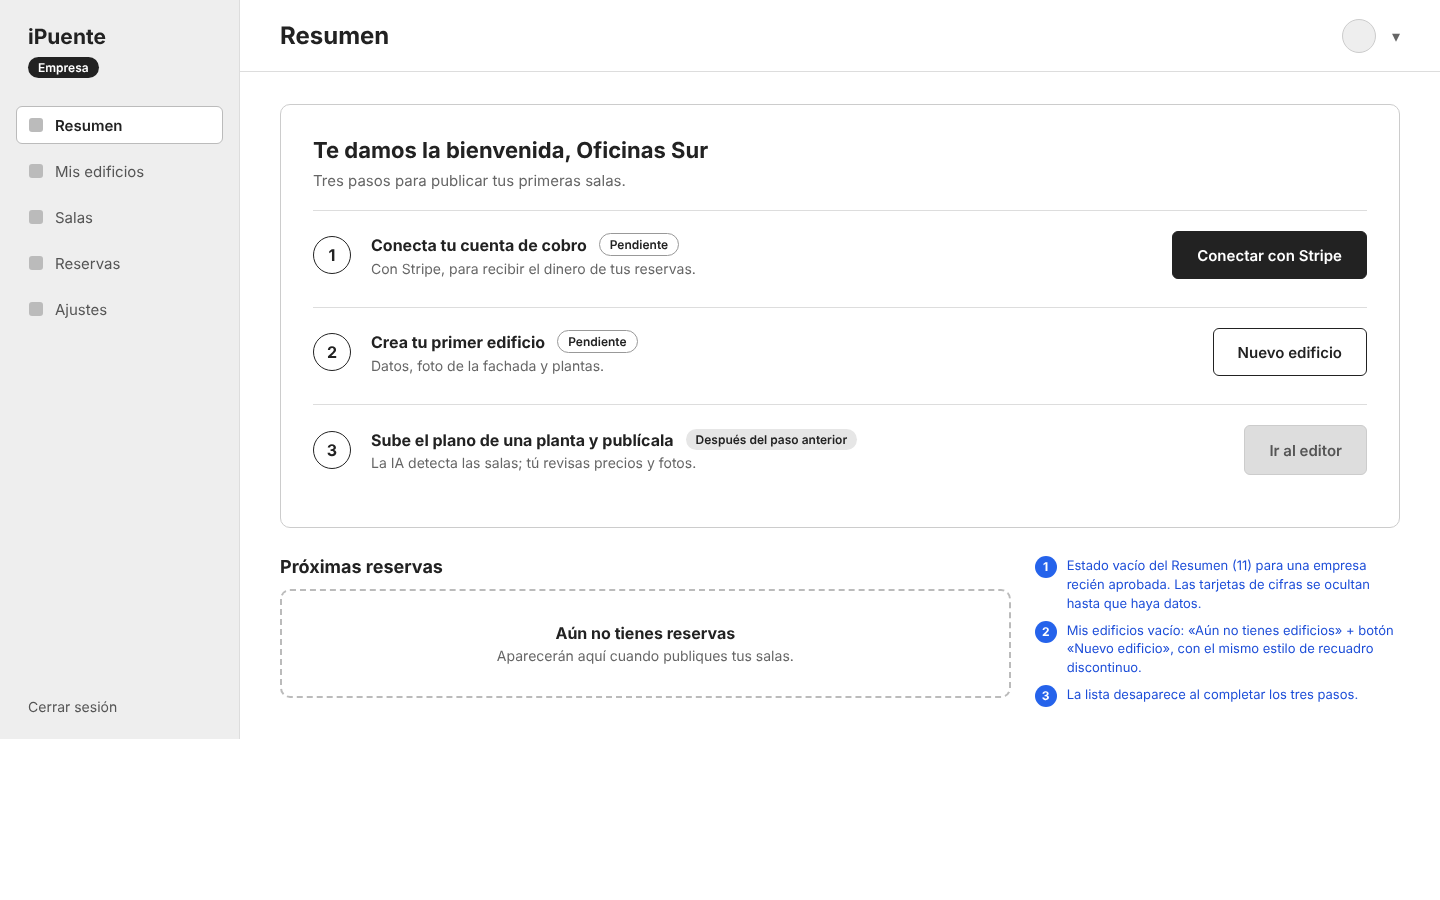 iPuente
Empresa
Resumen
Mis edificios
Salas
Reservas
Ajustes
Cerrar sesión
Resumen
▼
Te damos la bienvenida, Oficinas Sur
Tres pasos para publicar tus primeras salas.
1
Conecta tu cuenta de cobro Pendiente
Con Stripe, para recibir el dinero de tus reservas.
Conectar con Stripe
2
Crea tu primer edificio Pendiente
Datos, foto de la fachada y plantas.
Nuevo edificio
3
Sube el plano de una planta y publícala Después del paso anterior
La IA detecta las salas; tú revisas precios y fotos.
Ir al editor
Próximas reservas
Aún no tienes reservas
Aparecerán aquí cuando publiques tus salas.
1 Estado vacío del Resumen (11) para una empresa
recién aprobada. Las tarjetas de cifras se ocultan
hasta que haya datos.
2 Mis edificios vacío: «Aún no tienes edificios» + botón
«Nuevo edificio», con el mismo estilo de recuadro
discontinuo.
3 La lista desaparece al completar los tres pasos.